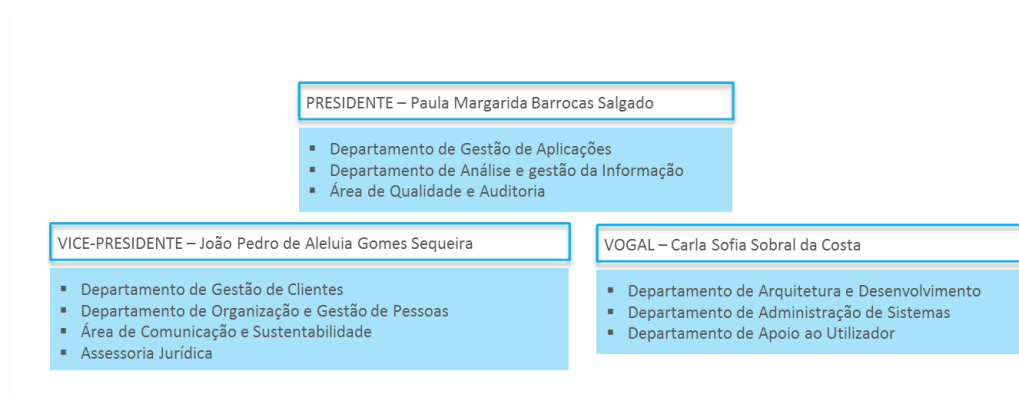 PRESIDENTE – Paula Margarida Barrocas Salgado
▪ Departamento de Gestão de Aplicações
▪ Departamento de Análise e gestão da Informação
▪ Área de Qualidade e Auditoria
VICE-PRESIDENTE – João Pedro de Aleluia Gomes Sequeira
▪ Departamento de Gestão de Clientes
▪ Departamento de Organização e Gestão de Pessoas
▪ Área de Comunicação e Sustentabilidade
▪ Assessoria Jurídica
VOGAL – Carla Sofia Sobral da Costa
▪ Departamento de Arquitetura e Desenvolvimento
▪ Departamento de Administração de Sistemas
▪ Departamento de Apoio ao Utilizador